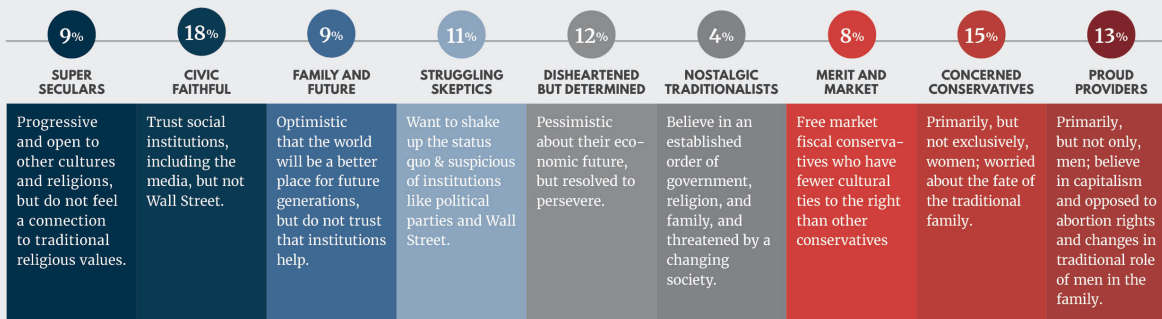 9%
SUPER
SECULARS
Progressive
and open to
other cultures
and religions,
but do not feel
a connection
to traditional
religious values.
18%
CIVIC
FAITHFUL
Trust social
institutions,
including the
media, but not
Wall Street.
9%
FAMILY AND
FUTURE
Optimistic
that the world
will be a better
place for future
generations,
but do not trust
that institutions
help.
11%
STRUGGLING
SKEPTICS
Want to shake
up the status
quo & suspicious
of institutions
like political
parties and Wall
Street.
12%
DISHEARTENED
BUT DETERMINED
Pessimistic
about their eco-
nomic future,
but resolved to
persevere.
4%
NOSTALGIC
TRADITIONALISTS
Believe in an
established
order of
government,
religion, and
family, and
threatened by a
changing
society.
8%
MERIT AND
MARKET
Free market
fiscal conserva-
tives who have
fewer cultural
ties to the right
than other
conservatives
15%
CONCERNED
CONSERVATIVES
Primarily, but
not exclusively,
women; worried
about the fate of
the traditional
family.
13%
PROUD
PROVIDERS
Primarily,
but not only,
men; believe
in capitalism
and opposed to
abortion rights
and changes in
traditional role
of men in the
family.